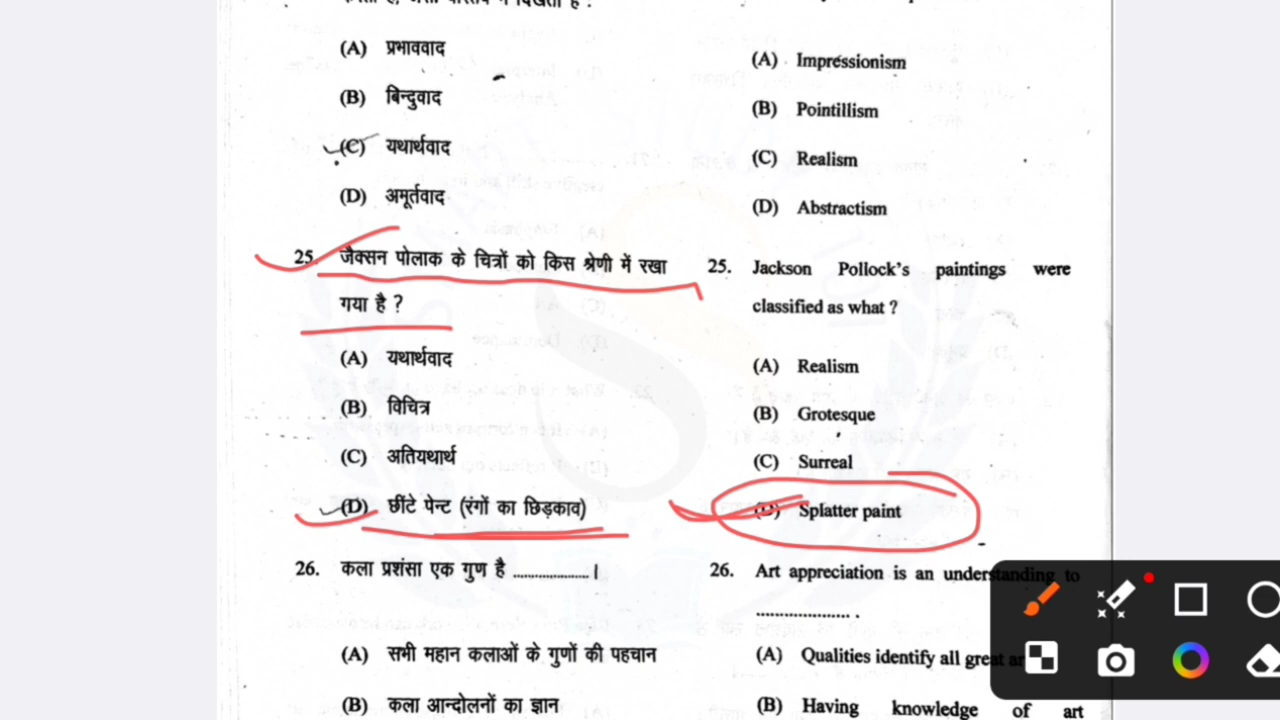 (A) प्रभाववाद
(B) बिन्दुवाद
(C) यथार्थवाद
(D) अमूर्तवाद
25. जैक्सन पोलाक के चित्रों को किस श्रेणी में रखा
गया है ?
(A) यथार्थवाद
(B) विचित्र
(C) अतियथार्थ
(D) छींटे पेन्ट (रंगों का छिड़काव)
26. कला प्रशंसा एक गुण है .................... ।
(A) सभी महान कलाओं के गुणों की पहचान
(B) कला आन्दोलनों का ज्ञान
(A) Impressionism
(B) Pointillism
(C) Realism
(D) Abstractism
25. Jackson Pollock's paintings were
classified as what ?
(A) Realism
(B) Grotesque
(C) Surreal
(D) Splatter paint
26. Art appreciation is an understanding to
..................... .
(A) Qualities identify all great
(B) Having knowledge of art